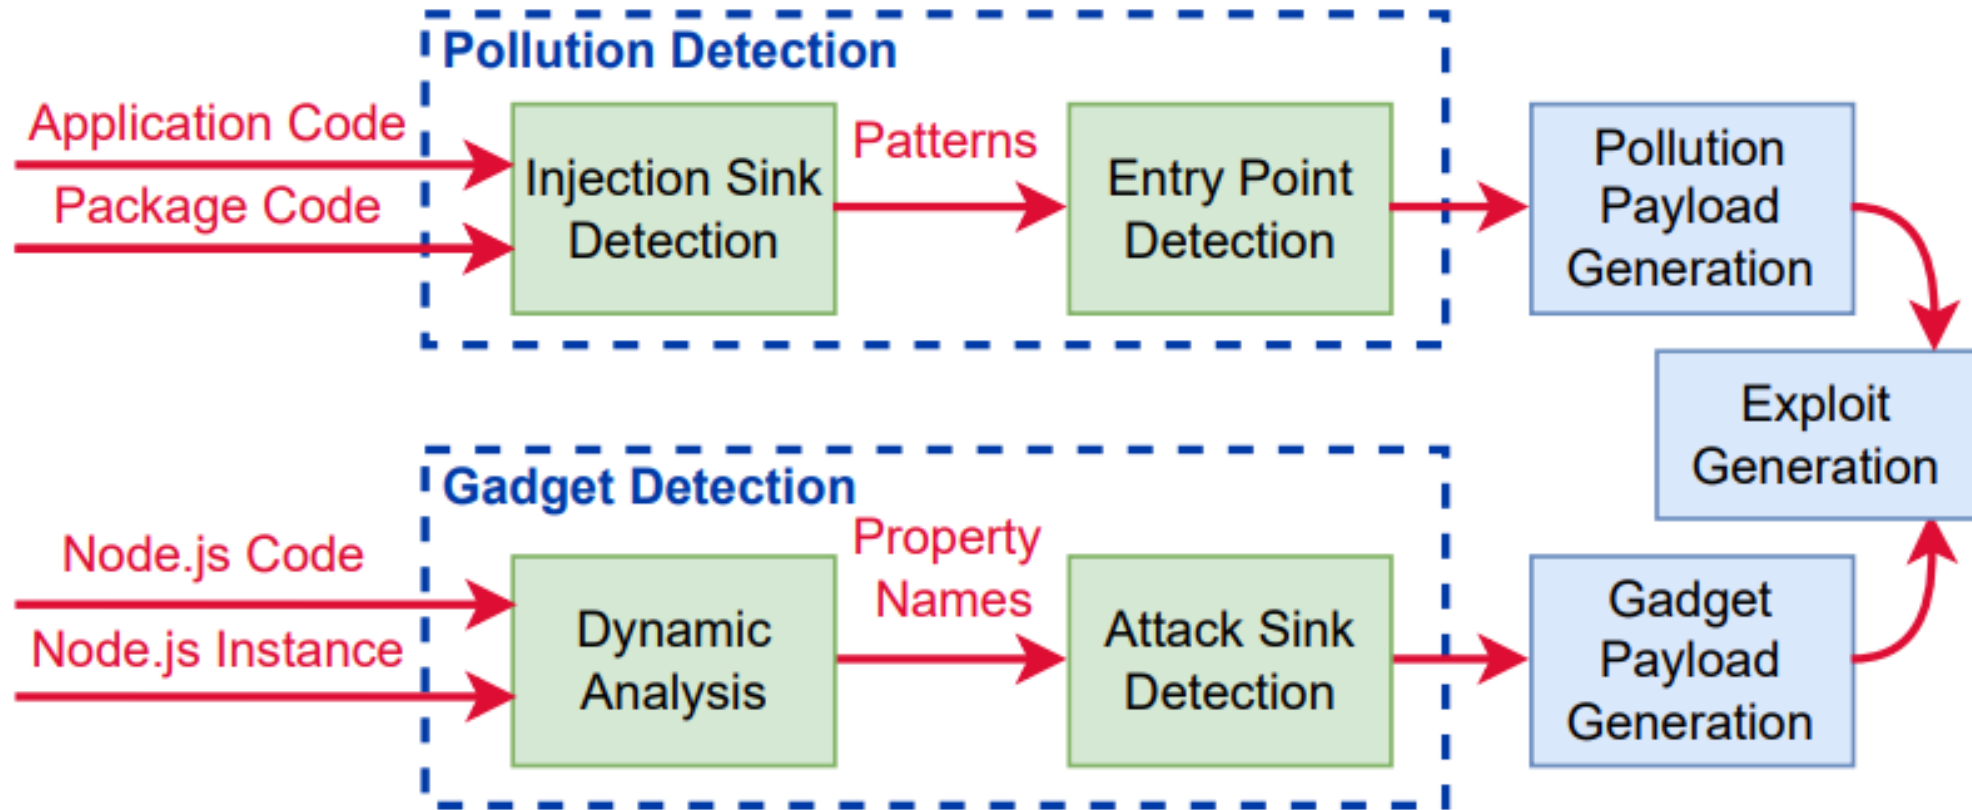 Pollution Detection
Application Code
Package Code
Injection Sink
Detection
Patterns
Entry Point
Detection
Pollution
Payload
Generation
Exploit
Generation
Gadget Detection
Node.js Code
Node.js Instance
Dynamic
Analysis
Property
Names
Attack Sink
Detection
Gadget
Payload
Generation